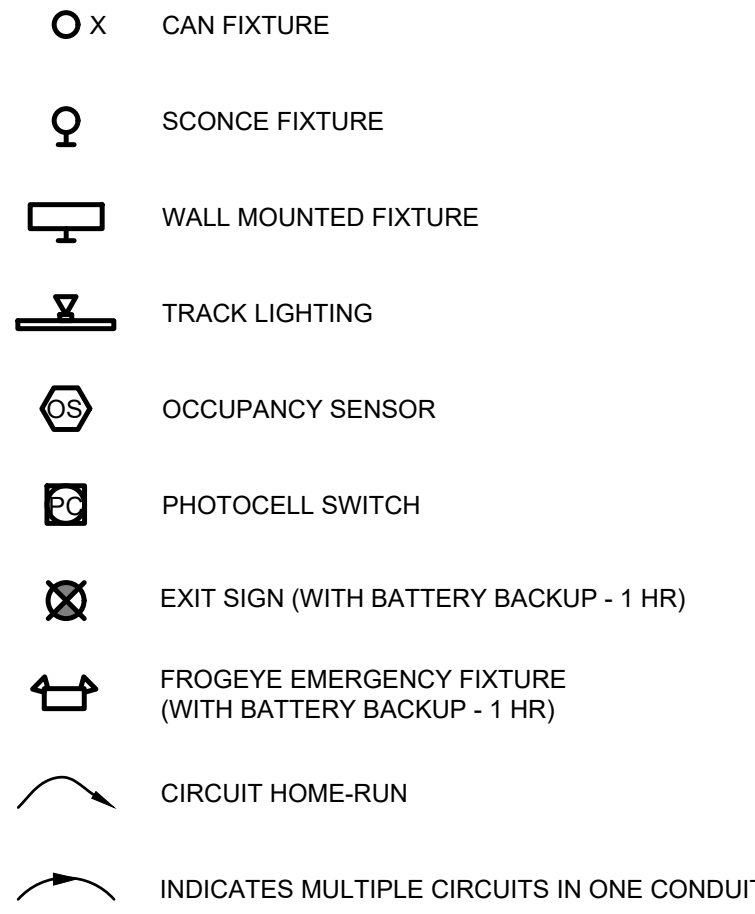 X CAN FIXTURE
SCONCE FIXTURE
WALL MOUNTED FIXTURE
TRACK LIGHTING
OS OCCUPANCY SENSOR
PC PHOTOCELL SWITCH
EXIT SIGN (WITH BATTERY BACKUP - 1 HR)
FROGEYE EMERGENCY FIXTURE
(WITH BATTERY BACKUP - 1 HR)
CIRCUIT HOME-RUN
INDICATES MULTIPLE CIRCUITS IN ONE CONDUIT